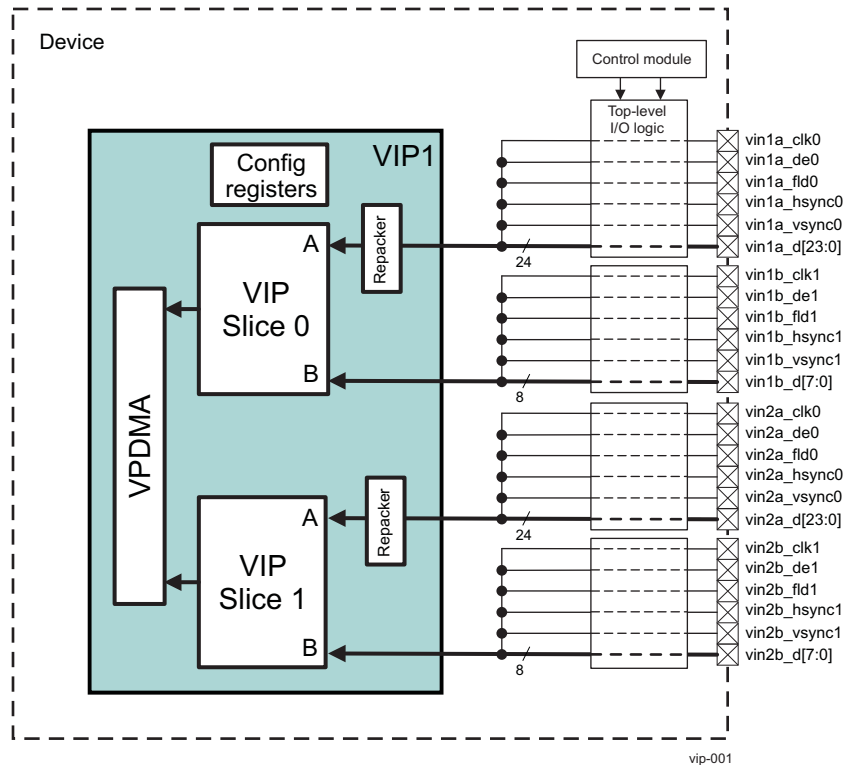 Device
Control module
Top-level
I/O logic
vin1a_clk0
vin1a_de0
vin1a_fld0
vin1a_hsync0
vin1a_vsync0
vin1a_d[23:0]
24
VIP1
Config
registers
Repacker
A
VIP
Slice 0
B
vin1b_clk1
vin1b_de1
vin1b_fld1
vin1b_hsync1
vin1b_vsync1
vin1b_d[7:0]
8
VPDMA
vin2a_clk0
vin2a_de0
vin2a_fld0
vin2a_hsync0
vin2a_vsync0
vin2a_d[23:0]
24
Repacker
A
VIP
Slice 1
B
vin2b_clk1
vin2b_de1
vin2b_fld1
vin2b_hsync1
vin2b_vsync1
vin2b_d[7:0]
8
vip-001